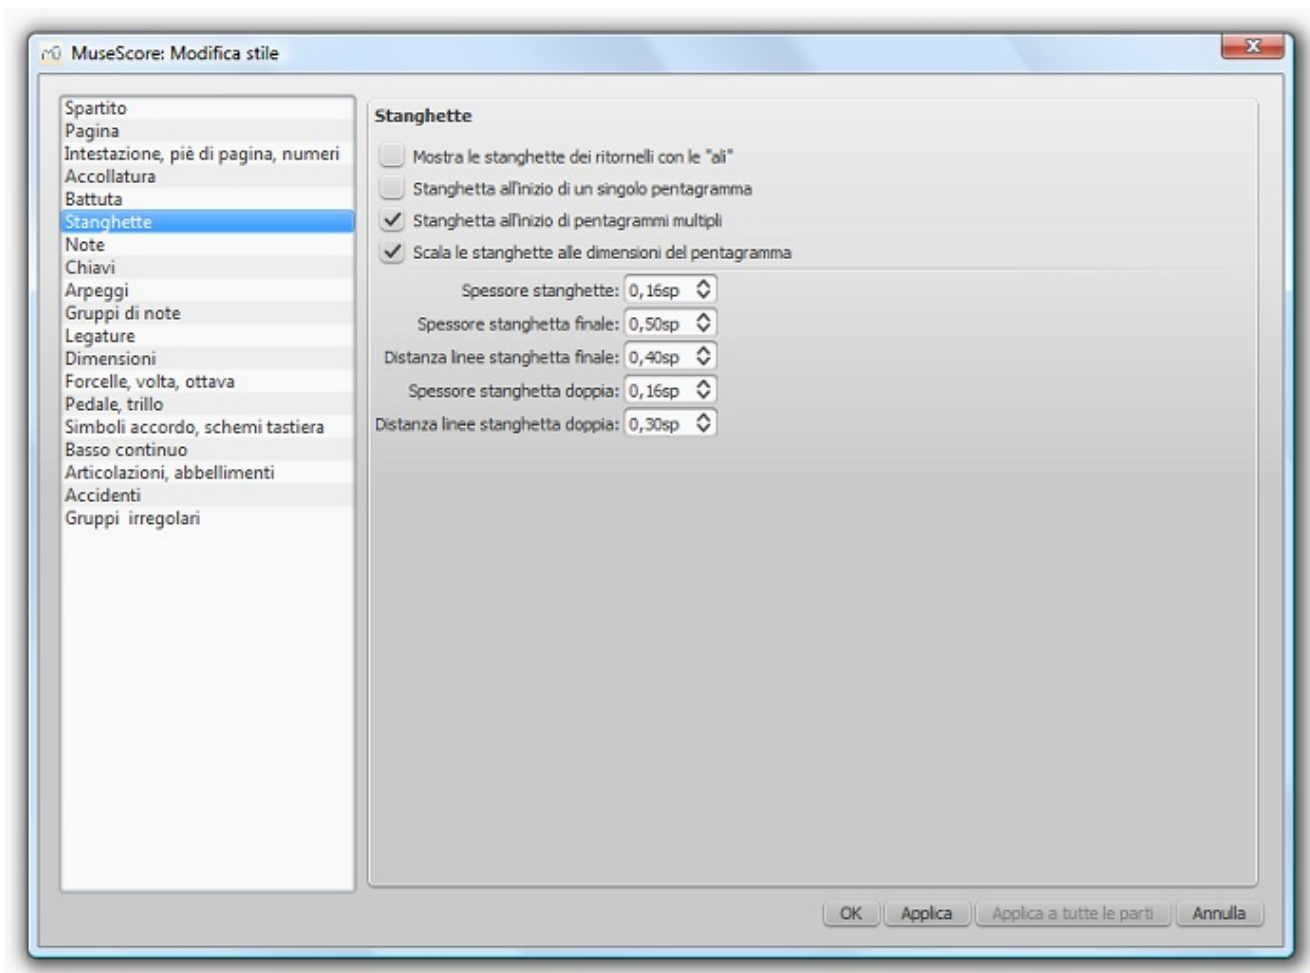 MuseScore: Modifica stile
Spartito
Pagina
Intestazione, piè di pagina, numeri
Accollatura
Battuta
Stanghette
Note
Chiavi
Arpeggi
Gruppi di note
Legature
Dimensioni
Forcelle, volta, ottava
Pedale, trillo
Simboli accordo, schemi tastiera
Basso continuo
Articolazioni, abbellimenti
Accidenti
Gruppi irregolari
Stanghette
Mostra le stanghette dei ritornelli con le "ali"
Stanghetta all'inizio di un singolo pentagramma
Stanghetta all'inizio di pentagrammi multipli
Scala le stanghette alle dimensioni del pentagramma
Spessore stanghette: 0,16sp
Spessore stanghetta finale: 0,50sp
Distanza linee stanghetta finale: 0,40sp
Spessore stanghetta doppia: 0,16sp
Distanza linee stanghetta doppia: 0,30sp
OK Applica Applica a tutte le parti Annulla